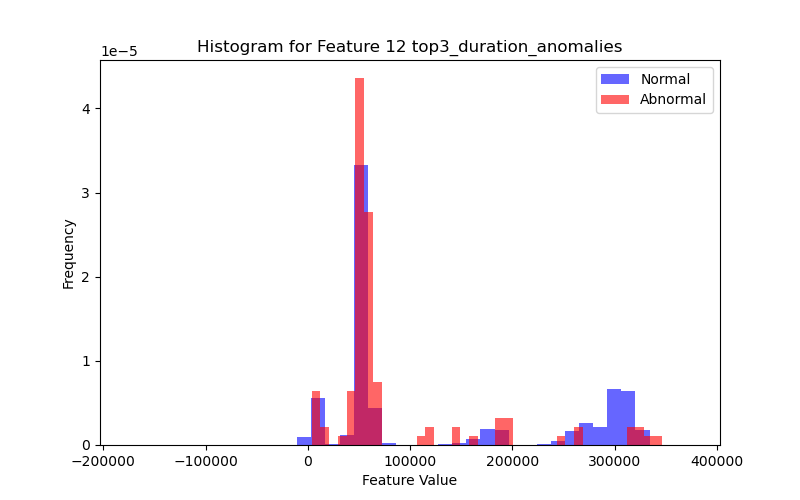 Histogram for Feature 12 top3_duration_anomalies
1e−5
Normal
Abnormal
4
3
2
1
0
Frequency
−200000 −100000 0 100000 200000 300000 400000
Feature Value